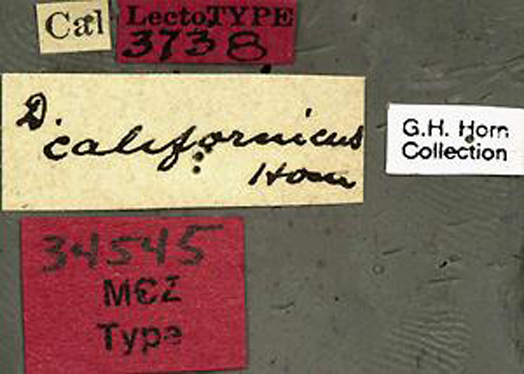 Cal
LectoTYPE
3738
D. californicus
Horn
G.H. Horn
Collection
34545
MCZ
Type